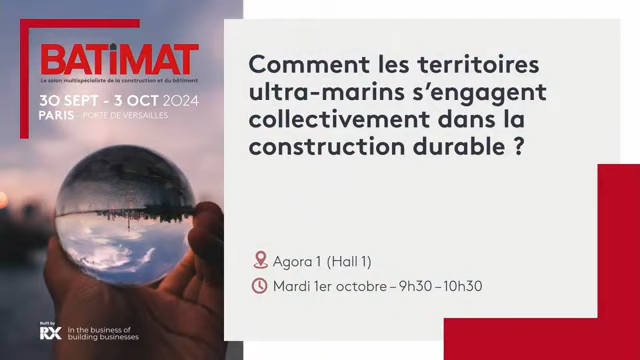 BATIMAT
Le salon multispécialiste de la construction et du bâtiment
30 SEPT - 3 OCT 2024
PARIS - PORTE DE VERSAILLES
Comment les territoires
ultra-marins s'engagent
collectivement dans la
construction durable ?
Agora 1 (Hall 1)
Mardi 1er octobre – 9h30 – 10h30
Built by
RX
In the business of
building businesses